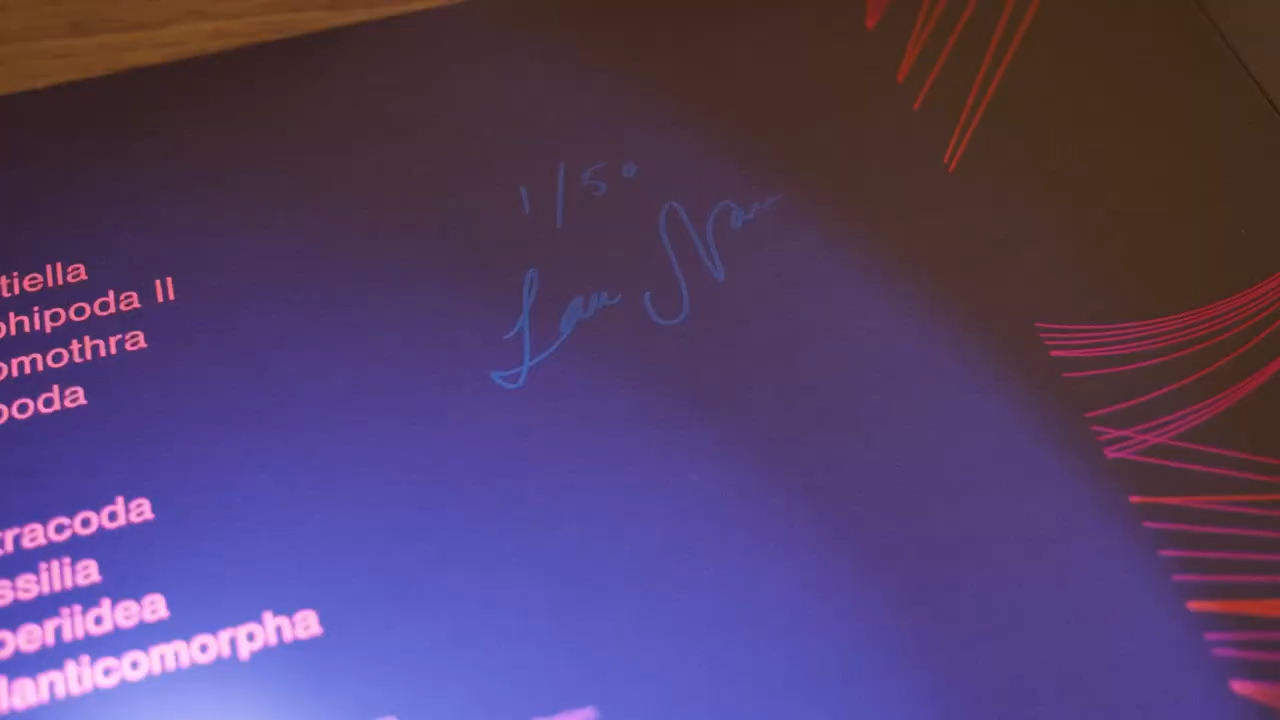 1/50
tiella
phipoda II
omothra
poda
tracoda
ssilia
periidea
lanticomorpha